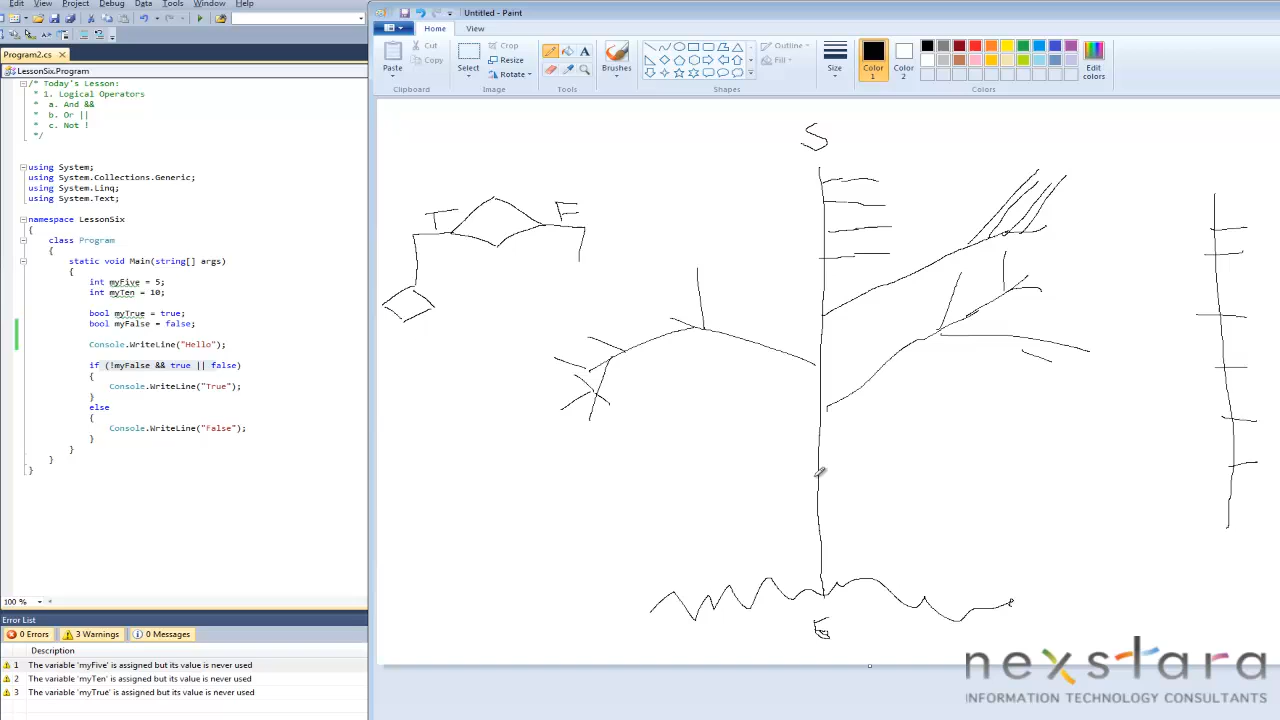 Edit View Project Debug Data Tools Window Help
Program2.cs
LessonSix.Program
/* Today's Lesson:
* 1. Logical Operators
* a. And &&
* b. Or ||
* c. Not !
*/
using System;
using System.Collections.Generic;
using System.Linq;
using System.Text;
namespace LessonSix
{
class Program
{
static void Main(string[] args)
{
int myFive = 5;
int myTen = 10;
bool myTrue = true;
bool myFalse = false;
Console.WriteLine("Hello");
if (!myFalse && true || false)
{
Console.WriteLine("True");
}
else
{
Console.WriteLine("False");
}
}
}
}
100 %
Error List
0 Errors 3 Warnings 0 Messages
Description
1 The variable 'myFive' is assigned but its value is never used
2 The variable 'myTen' is assigned but its value is never used
3 The variable 'myTrue' is assigned but its value is never used
Untitled - Paint
Home View
Paste Cut Copy
Clipboard
Select Crop Resize Rotate
Image
A
Tools
Brushes
Outline Fill
Shapes
Size
Color 1
Color 2
Edit colors
Colors
S
T F
nexstara
INFORMATION TECHNOLOGY CONSULTANTS